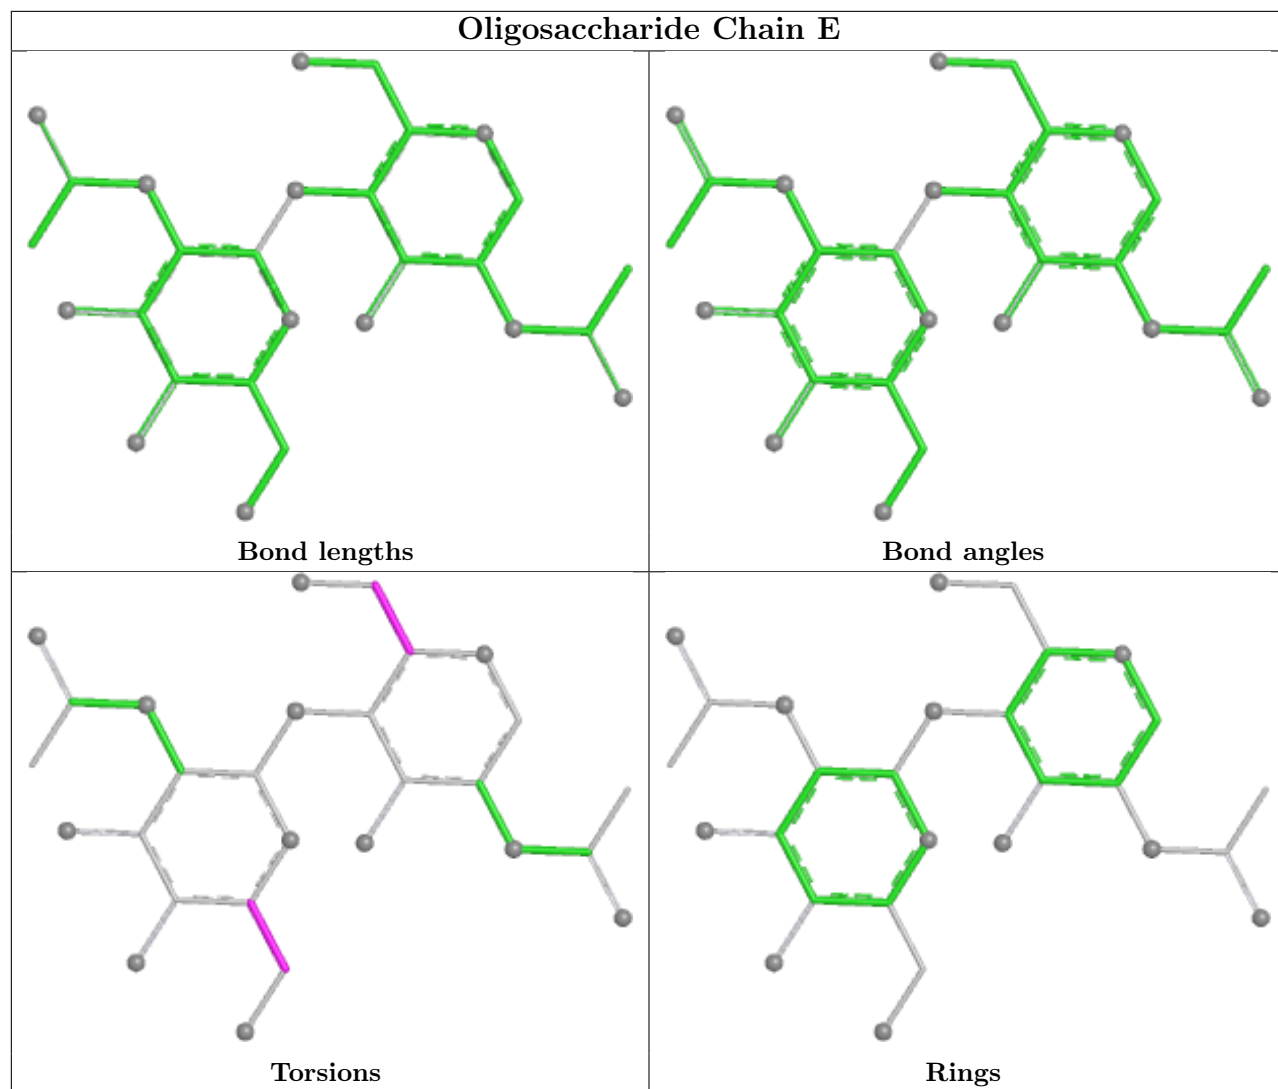 Oligosaccharide Chain E
Bond lengths
Bond angles
Torsions
Rings